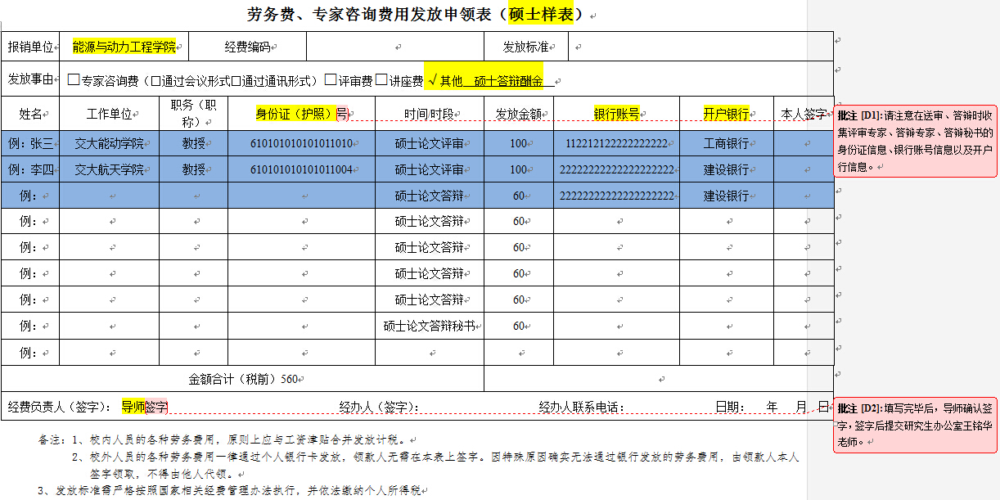 劳务费、专家咨询费用发放申领表（硕士样表）
报销单位 能源与动力工程学院 经费编码 发放标准
发放事由 □专家咨询费（□通过会议形式□通过通讯形式） □评审费□讲座费 √其他 硕士答辩酬金
姓名 工作单位 职务（职称） 身份证（护照）号 时间/时段 发放金额 银行账号 开户银行 本人签字
例：张三 交大能动学院 教授 610101010101011010 硕士论文评审 100 112212122222222222 工商银行
例：李四 交大航天学院 教授 610101010101011004 硕士论文评审 100 22222222222222222222 建设银行
例： 硕士论文答辩 60 22222222222222222222 建设银行
例： 硕士论文答辩 60
例： 硕士论文答辩 60
例： 硕士论文答辩 60
例： 硕士论文答辩 60
例： 硕士论文答辩秘书 60
例：
金额合计（税前）560
经费负责人（签字）： 导师签字 经办人（签字）： 经办人联系电话： 日期： 年 月 日
备注：1、校内人员的各种劳务费用，原则上应与工资津贴合并发放计税。
2、校外人员的各种劳务费用一律通过个人银行卡发放，领款人无需在本表上签字。因特殊原因确实无法通过银行发放的劳务费用，由领款人本人
签字领取，不得由他人代领。
3、发放标准需严格按照国家相关经费管理办法执行，并依法缴纳个人所得税
批注 [D1]: 请注意在送审、答辩时收
集评审专家、答辩专家、答辩秘书的
身份证信息、银行账号信息以及开户
行信息。
批注 [D2]: 填写完毕后，导师确认签
字，签字后提交研究生办公室王铭华
老师。